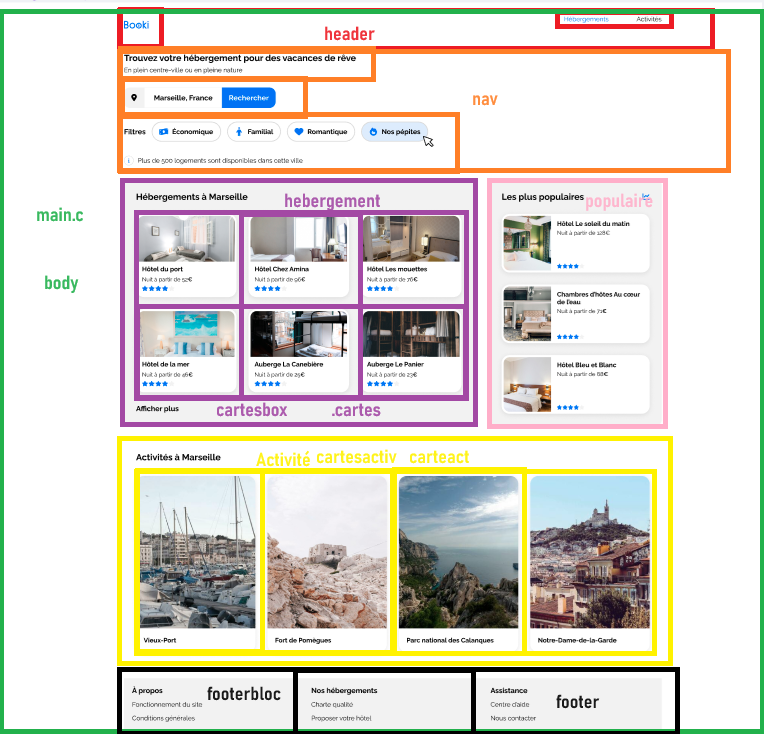 Booki
header
Hébergements Activités
Trouvez votre hébergement pour des vacances de rêve
En plein centre-ville ou en pleine nature
Marseille, France Rechercher
nav
Filtres Économique Familial Romantique Nos pépites
i Plus de 500 logements sont disponibles dans cette ville
main.c
body
Hébergements à Marseille hebergement
Hôtel du port
Nuit à partir de 52€
Hôtel Chez Amina
Nuit à partir de 96€
Hôtel Les mouettes
Nuit à partir de 76€
Hôtel de la mer
Nuit à partir de 46€
Auberge La Canebière
Nuit à partir de 25€
Auberge Le Panier
Nuit à partir de 23€
Afficher plus cartesbox .cartes
Les plus populaires populaire
Hôtel Le soleil du matin
Nuit à partir de 128€
Chambres d'hôtes Au cœur
de l'eau
Nuit à partir de 71€
Hôtel Bleu et Blanc
Nuit à partir de 68€
Activités à Marseille Activité cartesactiv carteact
Vieux-Port
Fort de Pomègues
Parc national des Calanques
Notre-Dame-de-la-Garde
À propos footerbloc
Fonctionnement du site
Conditions générales
Nos hébergements
Charte qualité
Proposer votre hôtel
Assistance footer
Centre d'aide
Nous contacter